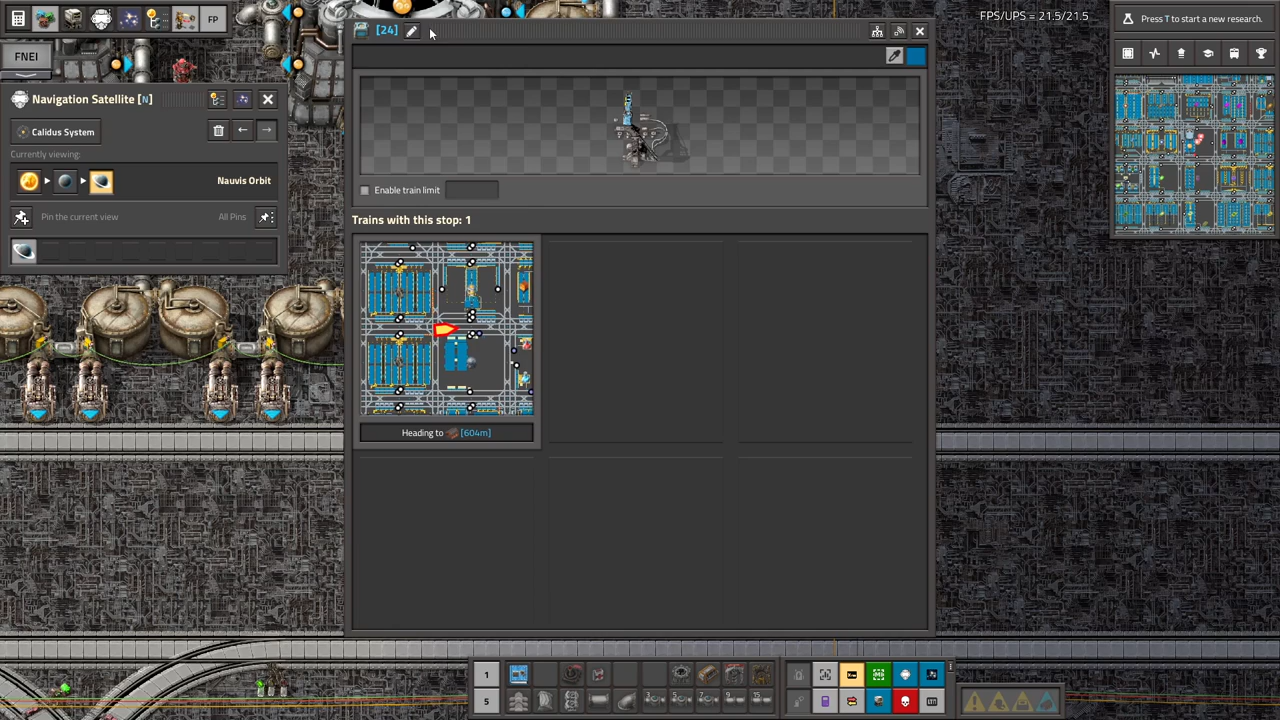 FP
FNEI
[24]
FPS/UPS = 21.5/21.5
Press T to start a new research.
Navigation Satellite [N]
Calidus System
Currently viewing:
Nauvis Orbit
Pin the current view
All Pins
Enable train limit
Trains with this stop: 1
Heading to [604m]
1
5